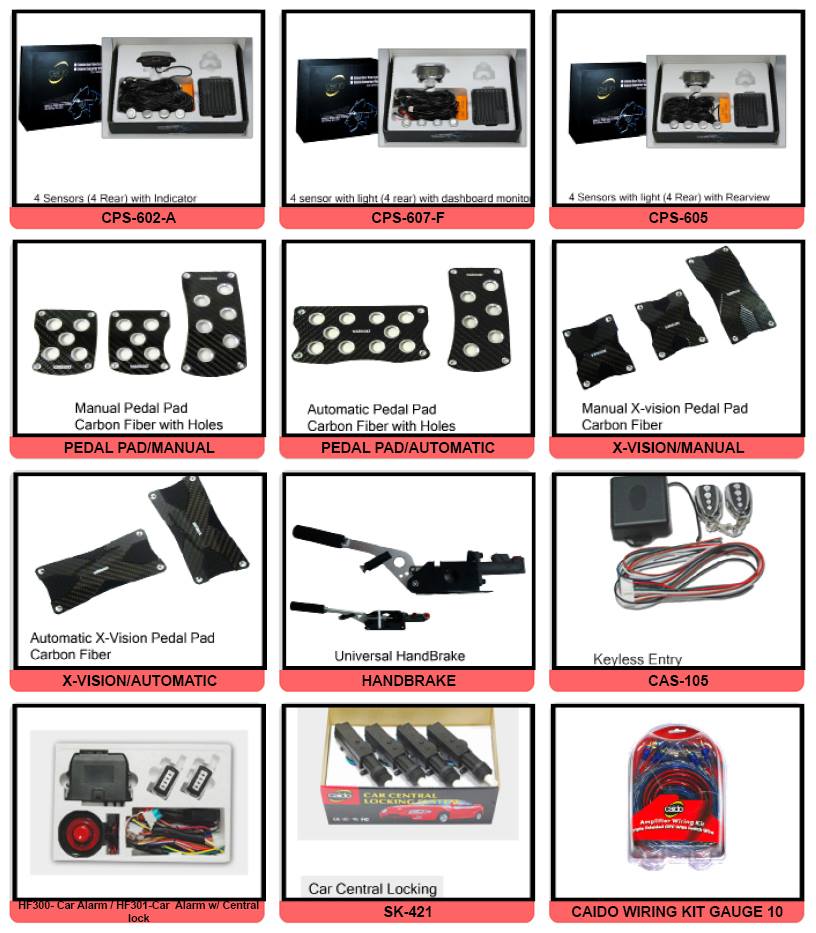 caido
caido
caido
4 Sensors (4 Rear) with Indicator
4 sensor with light (4 rear) with dashboard monitor
4 Sensors with light (4 Rear) with Rearview
CPS-602-A
CPS-607-F
CPS-605
Manual Pedal Pad
Carbon Fiber with Holes
Automatic Pedal Pad
Carbon Fiber with Holes
Manual X-vision Pedal Pad
Carbon Fiber
PEDAL PAD/MANUAL
PEDAL PAD/AUTOMATIC
X-VISION/MANUAL
Automatic X-Vision Pedal Pad
Carbon Fiber
Universal HandBrake
Keyless Entry
X-VISION/AUTOMATIC
HANDBRAKE
CAS-105
caido
CAR CENTRAL
LOCKING SYSTEM
Car Central Locking
caido
Amplifier Wiring Kit
HF300- Car Alarm / HF301-Car Alarm w/ Central
lock
SK-421
CAIDO WIRING KIT GAUGE 10